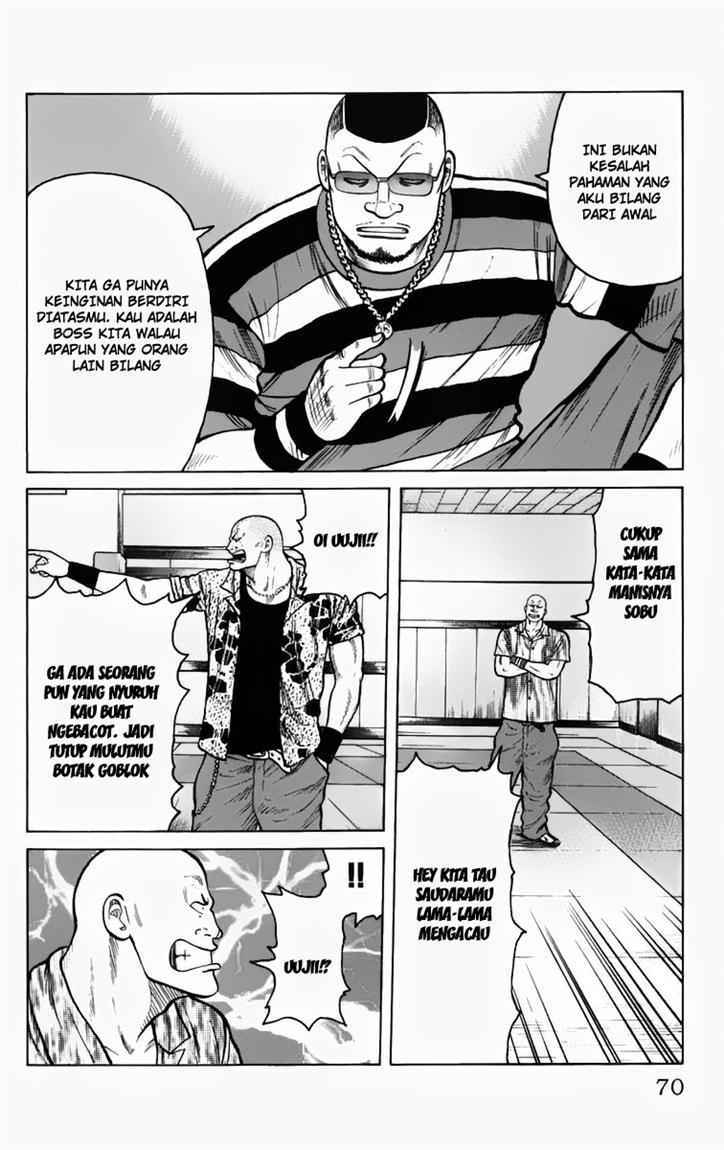 INI BUKAN
KESALAH
PAHAMAN YANG
AKU BILANG
DARI AWAL
KITA GA PUNYA
KEINGINAN BERDIRI
DIATASMU. KAU ADALAH
BOSS KITA WALAU
APAPUN YANG ORANG
LAIN BILANG
CUKUP
SAMA
KATA-KATA
MANISNYA
SOBU
HEY KITA TAU
SAUDARAMU
LAMA-LAMA
MENGACAU
OI UUJII!!
GA ADA SEORANG
PUN YANG NYURUH
KAU BUAT
NGEBACOT. JADI
TUTUP MULUTMU
BOTAK GOBLOK
!!
UUJII!?
70